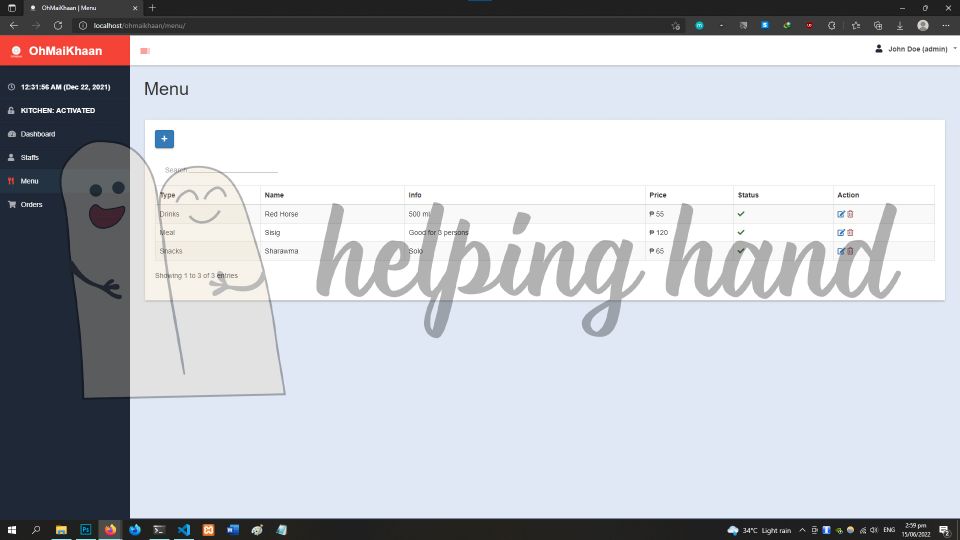 OhMaiKhaan | Menu
localhost/ohmaikhaan/menu/
OhMaiKhaan
John Doe (admin)
12:31:56 AM (Dec 22, 2021)
KITCHEN: ACTIVATED
Dashboard
Staffs
Menu
Orders
Menu
+
Search
Type Name Info Price Status Action
Drinks Red Horse 500 ml ₱ 55
Meal Sisig Good for 3 persons ₱ 120
Snacks Sharawma Solo ₱ 65
Showing 1 to 3 of 3 entries
helping hand
34°C Light rain
ENG
2:59 pm
15/06/2022
2